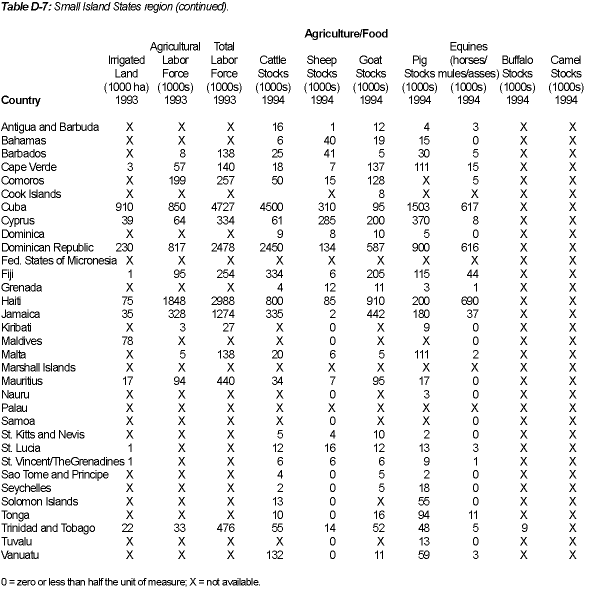 Table D-7: Small Island States region (continued).
Agriculture/Food
Agricultural Total Equines
Irrigated Labor Labor Cattle Sheep Goat Pig (horses/ Buffalo Camel
Land Force Force Stocks Stocks Stocks Stocks mules/asses) Stocks Stocks
(1000 ha) (1000s) (1000s) (1000s) (1000s) (1000s) (1000s) (1000s) (1000s) (1000s)
Country 1993 1993 1993 1994 1994 1994 1994 1994 1994 1994
Antigua and Barbuda X X X 16 1 12 4 3 X X
Bahamas X X X 6 40 19 15 0 X X
Barbados X 8 138 25 41 5 30 5 X X
Cape Verde 3 57 140 18 7 137 111 15 X X
Comoros X 199 257 50 15 128 X 5 X X
Cook Islands X X X X X 8 X X X X
Cuba 910 850 4727 4500 310 95 1503 617 X X
Cyprus 39 64 334 61 285 200 370 8 X X
Dominica X X X 9 8 10 5 0 X X
Dominican Republic 230 817 2478 2450 134 587 900 616 X X
Fed. States of Micronesia X X X X X X X X X X
Fiji 1 95 254 334 6 205 115 44 X X
Grenada X X X 4 12 11 3 1 X X
Haiti 75 1848 2988 800 85 910 200 690 X X
Jamaica 35 328 1274 335 2 442 180 37 X X
Kiribati X 3 27 X 0 X 9 0 X X
Maldives 78 X X X 0 X X 0 X X
Malta X 5 138 20 6 5 111 2 X X
Marshall Islands X X X X X X X X X X
Mauritius 17 94 440 34 7 95 17 0 X X
Nauru X X X X 0 X 3 0 X X
Palau X X X X X X X X X X
Samoa X X X X 0 X X 0 X X
St. Kitts and Nevis X X X 5 4 10 2 0 X X
St. Lucia 1 X X 12 16 12 13 3 X X
St. Vincent/TheGrenadines 1 X X 6 6 6 9 1 X X
Sao Tome and Principe X X X 4 0 5 2 0 X X
Seychelles X X X 2 0 5 18 0 X X
Solomon Islands X X X 13 0 X 55 0 X X
Tonga X X X 10 0 16 94 11 X X
Trinidad and Tobago 22 33 476 55 14 52 48 5 9 X
Tuvalu X X X X 0 X 13 0 X X
Vanuatu X X X 132 0 11 59 3 X X
0 = zero or less than half the unit of measure; X = not available.